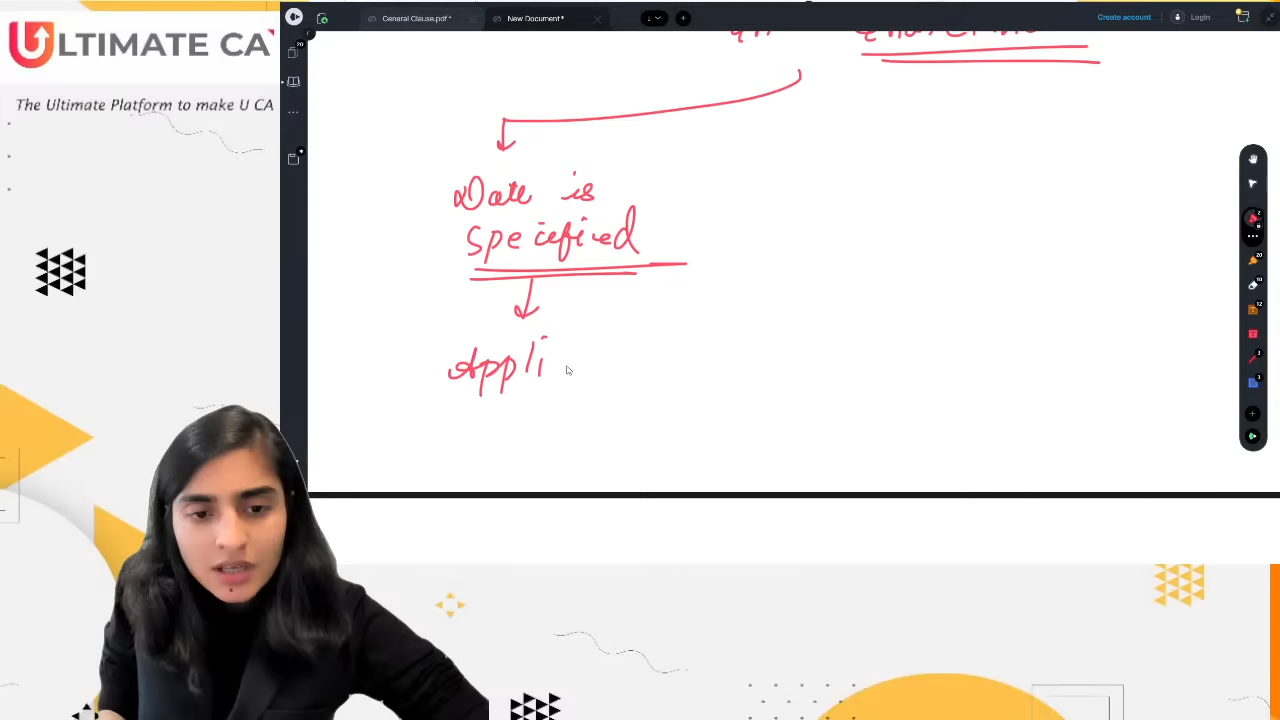 General Clause.pdf *
New Document *
Create account
Login
ULTIMATE CA
The Ultimate Platform to make U CA
Date is
specefired
Appli